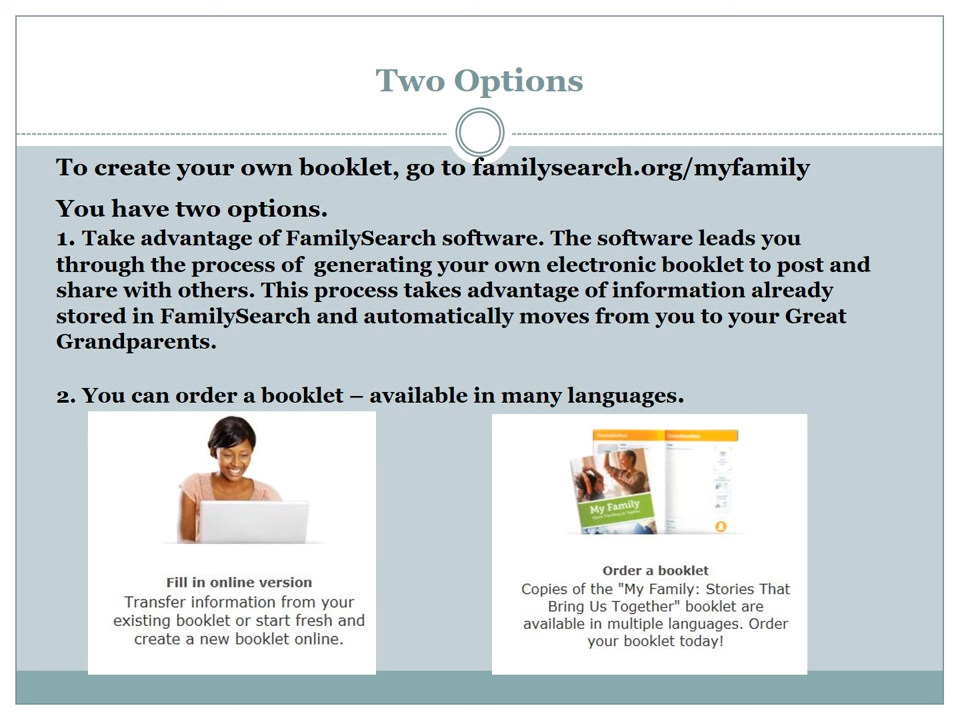 Two Options
To create your own booklet, go to familysearch.org/myfamily
You have two options.
1. Take advantage of FamilySearch software. The software leads you
through the process of  generating your own electronic booklet to post and
share with others. This process takes advantage of information already
stored in FamilySearch and automatically moves from you to your Great
Grandparents.
2. You can order a booklet – available in many languages.
My Family
Fill in online version
Transfer information from your
existing booklet or start fresh and
create a new booklet online.
Order a booklet
Copies of the "My Family: Stories That
Bring Us Together" booklet are
available in multiple languages. Order
your booklet today!